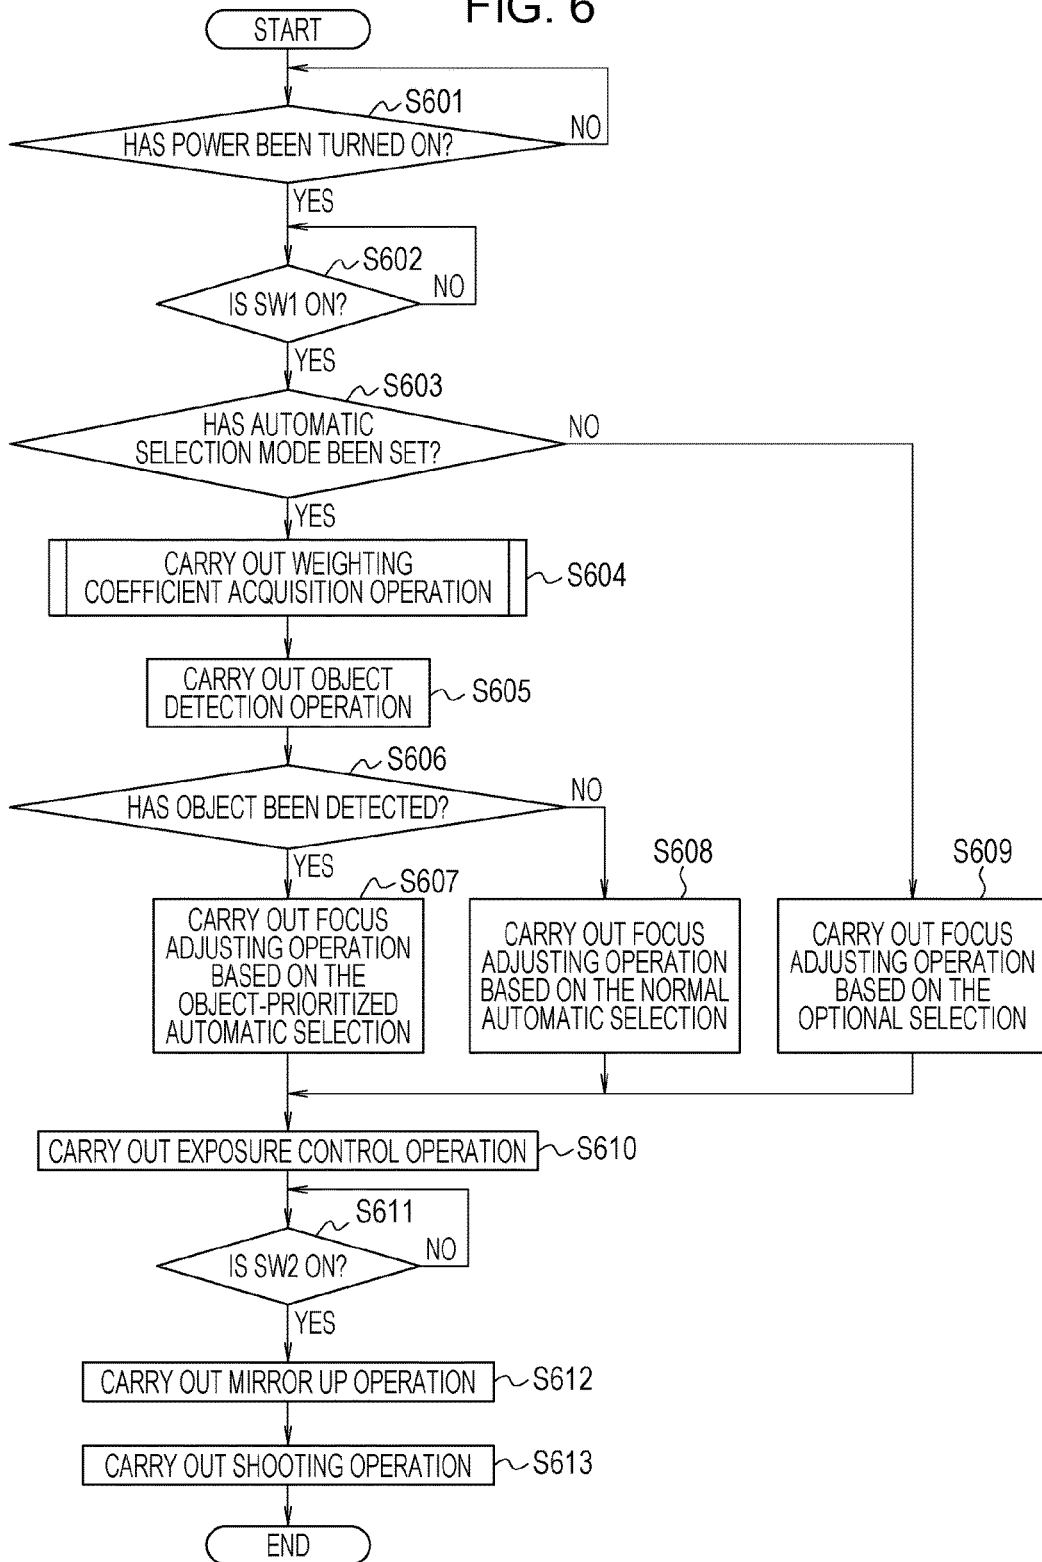 FIG. 6
START
S601
HAS POWER BEEN TURNED ON?
NO
YES
S602
IS SW1 ON?
NO
YES
S603
HAS AUTOMATIC
SELECTION MODE BEEN SET?
NO
YES
CARRY OUT WEIGHTING
COEFFICIENT ACQUISITION OPERATION
S604
CARRY OUT OBJECT
DETECTION OPERATION
S605
S606
HAS OBJECT BEEN DETECTED?
NO
YES
S607
CARRY OUT FOCUS
ADJUSTING OPERATION
BASED ON THE
OBJECT-PRIORITIZED
AUTOMATIC SELECTION
S608
CARRY OUT FOCUS
ADJUSTING OPERATION
BASED ON THE NORMAL
AUTOMATIC SELECTION
S609
CARRY OUT FOCUS
ADJUSTING OPERATION
BASED ON THE
OPTIONAL SELECTION
CARRY OUT EXPOSURE CONTROL OPERATION
S610
S611
IS SW2 ON?
NO
YES
CARRY OUT MIRROR UP OPERATION
S612
CARRY OUT SHOOTING OPERATION
S613
END